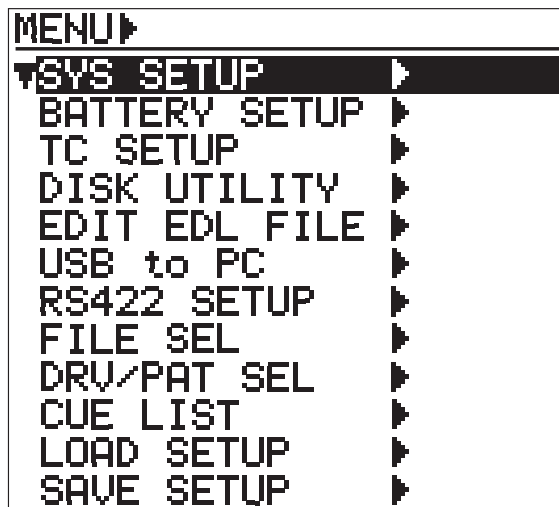 MENU▶
▼SYS SETUP ▶
BATTERY SETUP ▶
TC SETUP ▶
DISK UTILITY ▶
EDIT EDL FILE ▶
USB to PC ▶
RS422 SETUP ▶
FILE SEL ▶
DRV/PAT SEL ▶
CUE LIST ▶
LOAD SETUP ▶
SAVE SETUP ▶